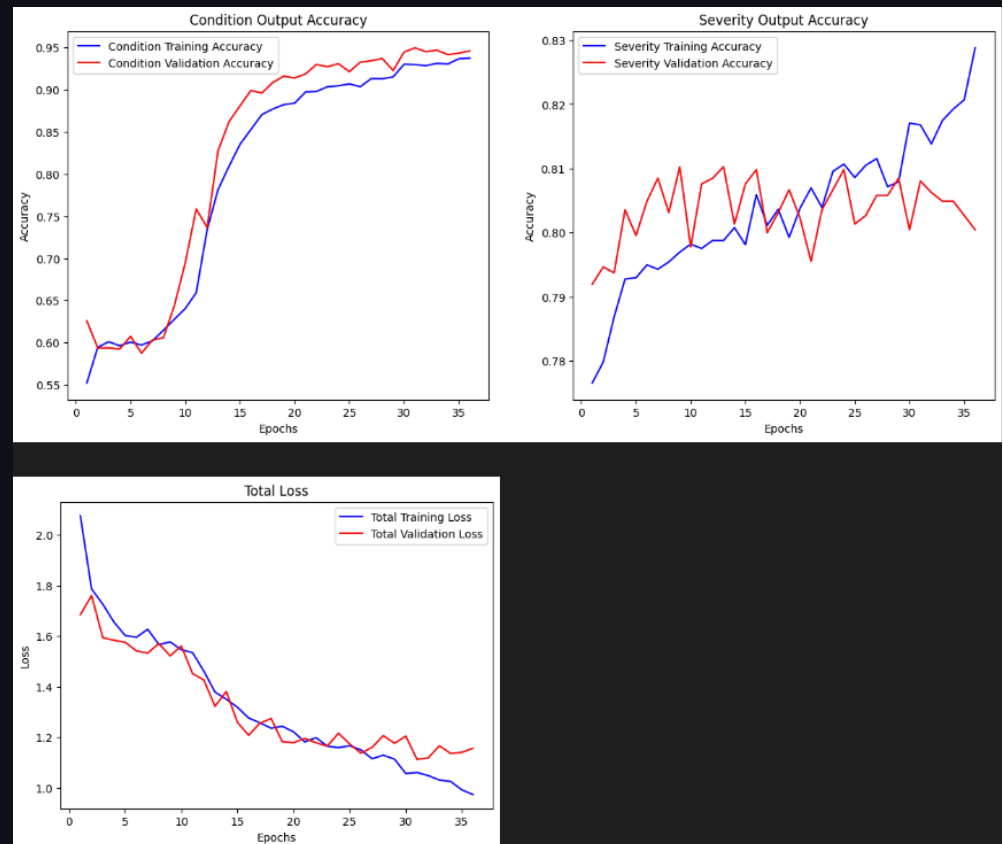 Condition Output Accuracy
Condition Training Accuracy
Condition Validation Accuracy
0.95
0.90
0.85
0.80
0.75
0.70
0.65
0.60
0.55
Accuracy
0 5 10 15 20 25 30 35
Epochs
Severity Output Accuracy
Severity Training Accuracy
Severity Validation Accuracy
0.83
0.82
0.81
0.80
0.79
0.78
Accuracy
0 5 10 15 20 25 30 35
Epochs
Total Loss
Total Training Loss
Total Validation Loss
2.0
1.8
1.6
1.4
1.2
1.0
Loss
0 5 10 15 20 25 30 35
Epochs